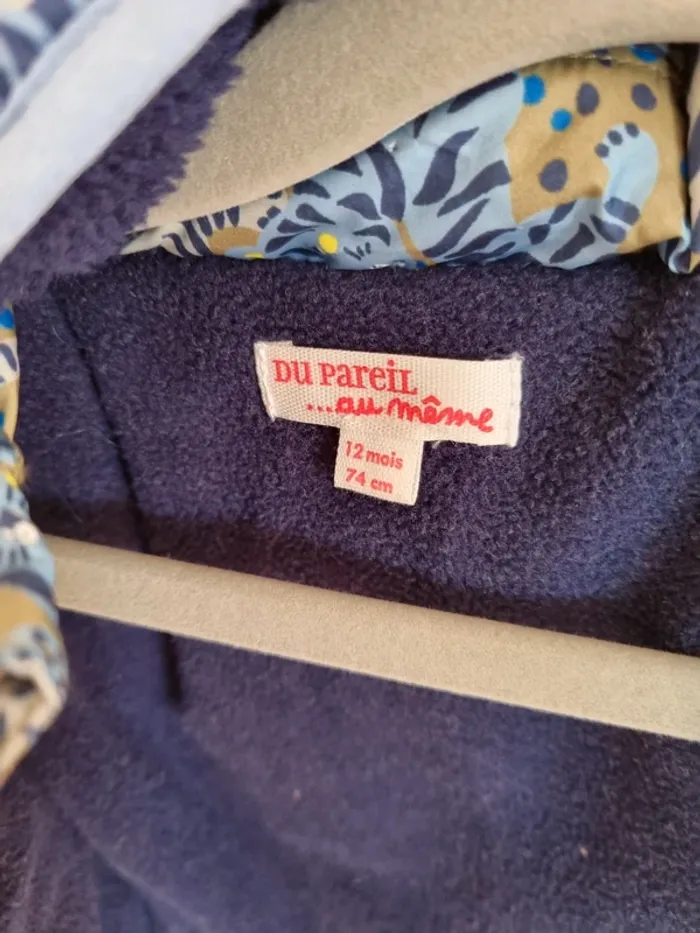 DU PAREIL
...au même
12 mois
74 cm